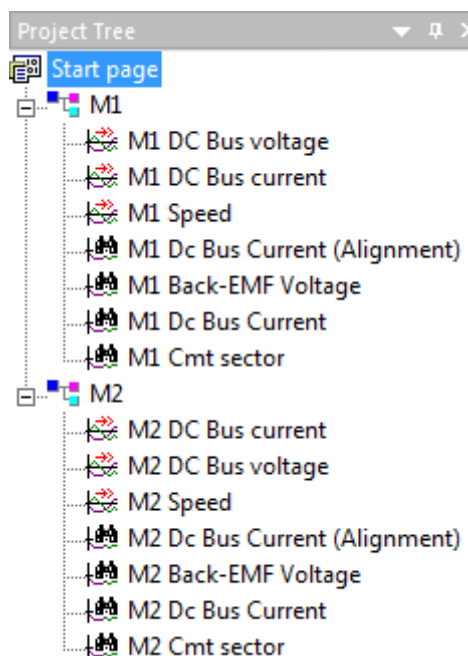 Project Tree
Start page
M1
M1 DC Bus voltage
M1 DC Bus current
M1 Speed
M1 Dc Bus Current (Alignment)
M1 Back-EMF Voltage
M1 Dc Bus Current
M1 Cmt sector
M2
M2 DC Bus current
M2 DC Bus voltage
M2 Speed
M2 Dc Bus Current (Alignment)
M2 Back-EMF Voltage
M2 Dc Bus Current
M2 Cmt sector